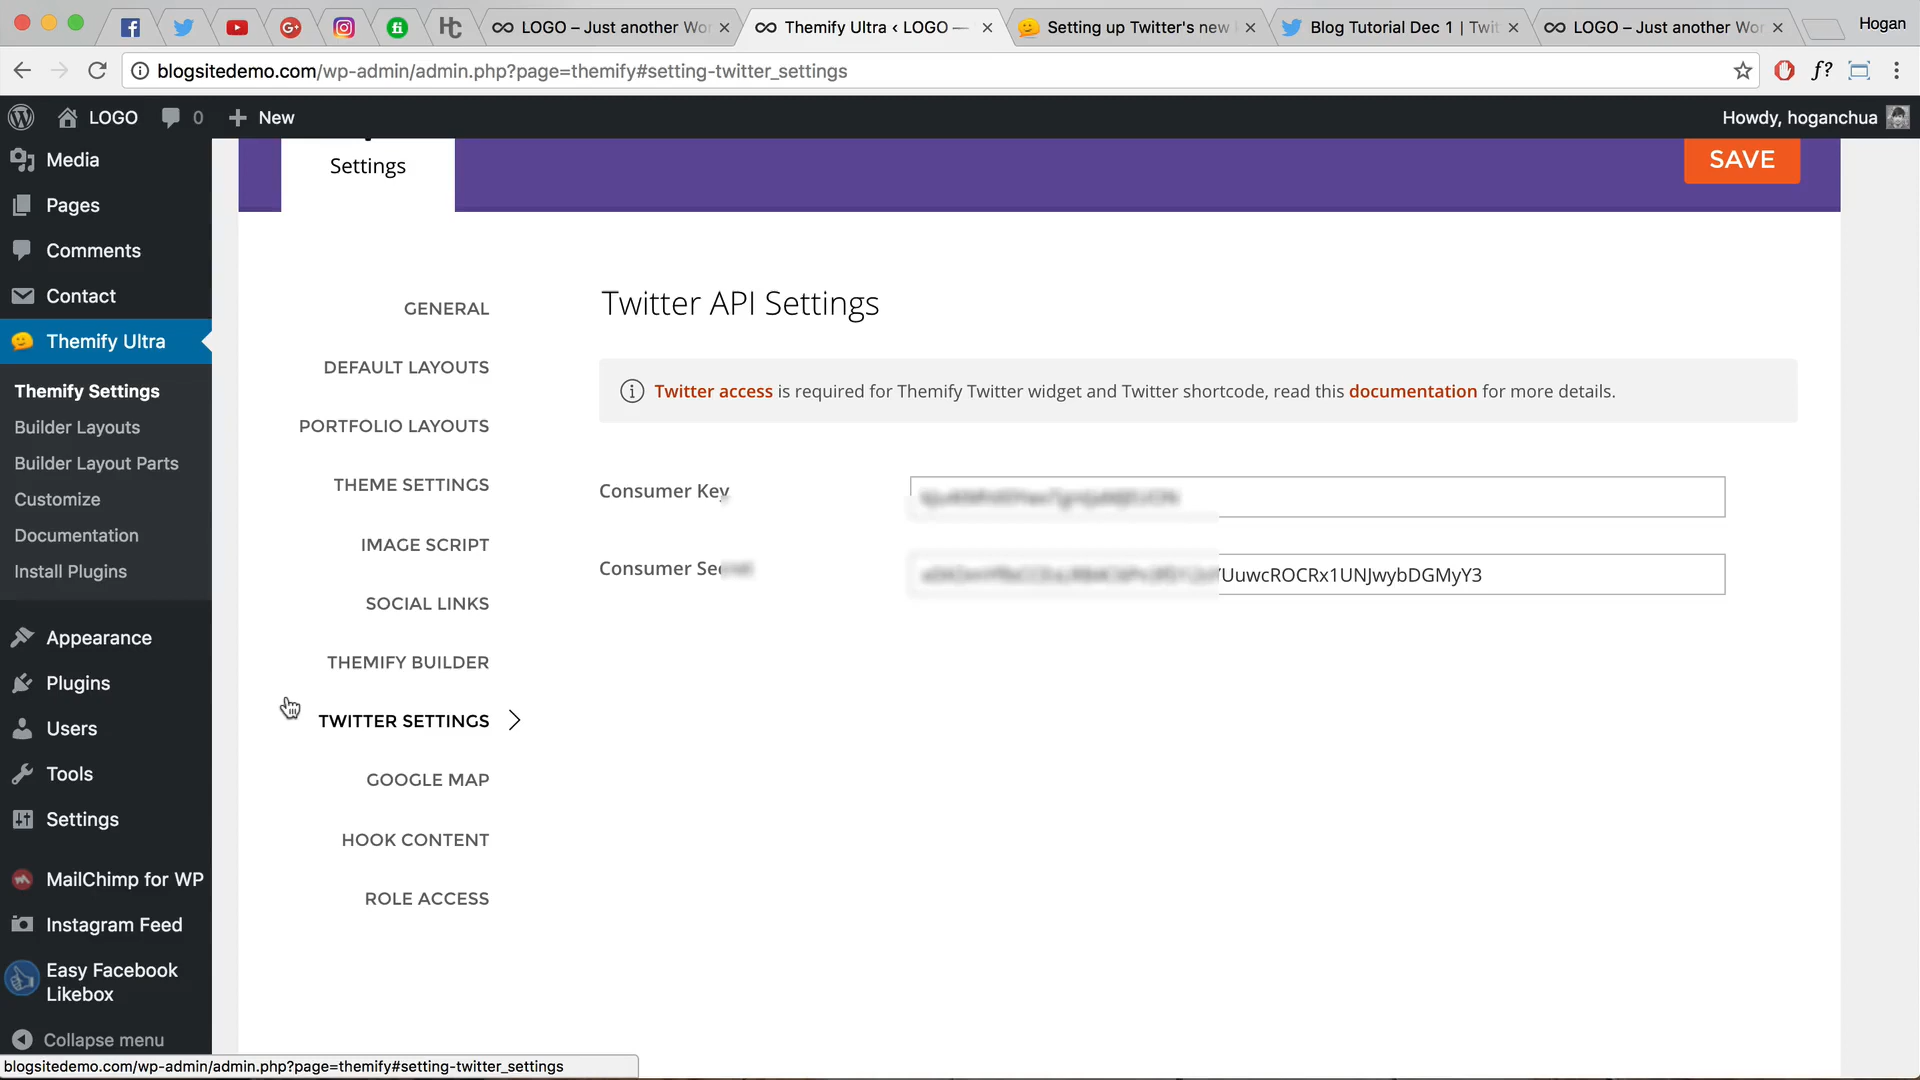 LOGO – Just another Wor
Themify Ultra ‹ LOGO —
Setting up Twitter's new
Blog Tutorial Dec 1 | Twit
LOGO – Just another Wor
Hogan
blogsitedemo.com/wp-admin/admin.php?page=themify#setting-twitter_settings
f?
LOGO
0
New
Howdy, hoganchua
Media
Pages
Comments
Contact
Themify Ultra
Themify Settings
Builder Layouts
Builder Layout Parts
Customize
Documentation
Install Plugins
Appearance
Plugins
Users
Tools
Settings
MailChimp for WP
Instagram Feed
Easy Facebook
Likebox
Collapse menu
Settings
SAVE
GENERAL
DEFAULT LAYOUTS
PORTFOLIO LAYOUTS
THEME SETTINGS
IMAGE SCRIPT
SOCIAL LINKS
THEMIFY BUILDER
TWITTER SETTINGS
GOOGLE MAP
HOOK CONTENT
ROLE ACCESS
Twitter API Settings
Twitter access is required for Themify Twitter widget and Twitter shortcode, read this documentation for more details.
Consumer Key
Consumer Secret
UuwcROCRx1UNJwybDGMyY3
blogsitedemo.com/wp-admin/admin.php?page=themify#setting-twitter_settings